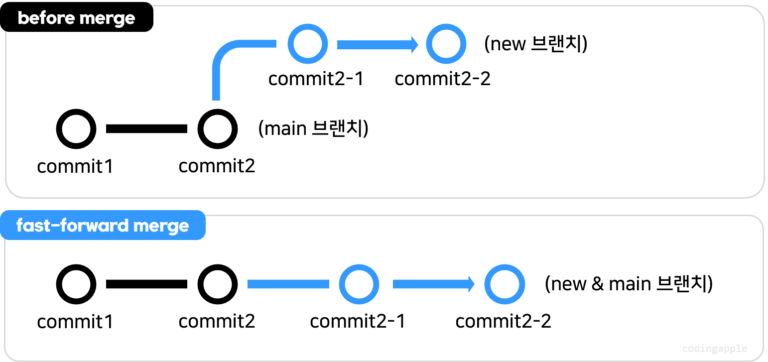 before merge
commit2-1
commit2-2
(new 브랜치)
commit1
commit2
(main 브랜치)
fast-forward merge
commit1
commit2
commit2-1
commit2-2
(new & main 브랜치)
codingapple